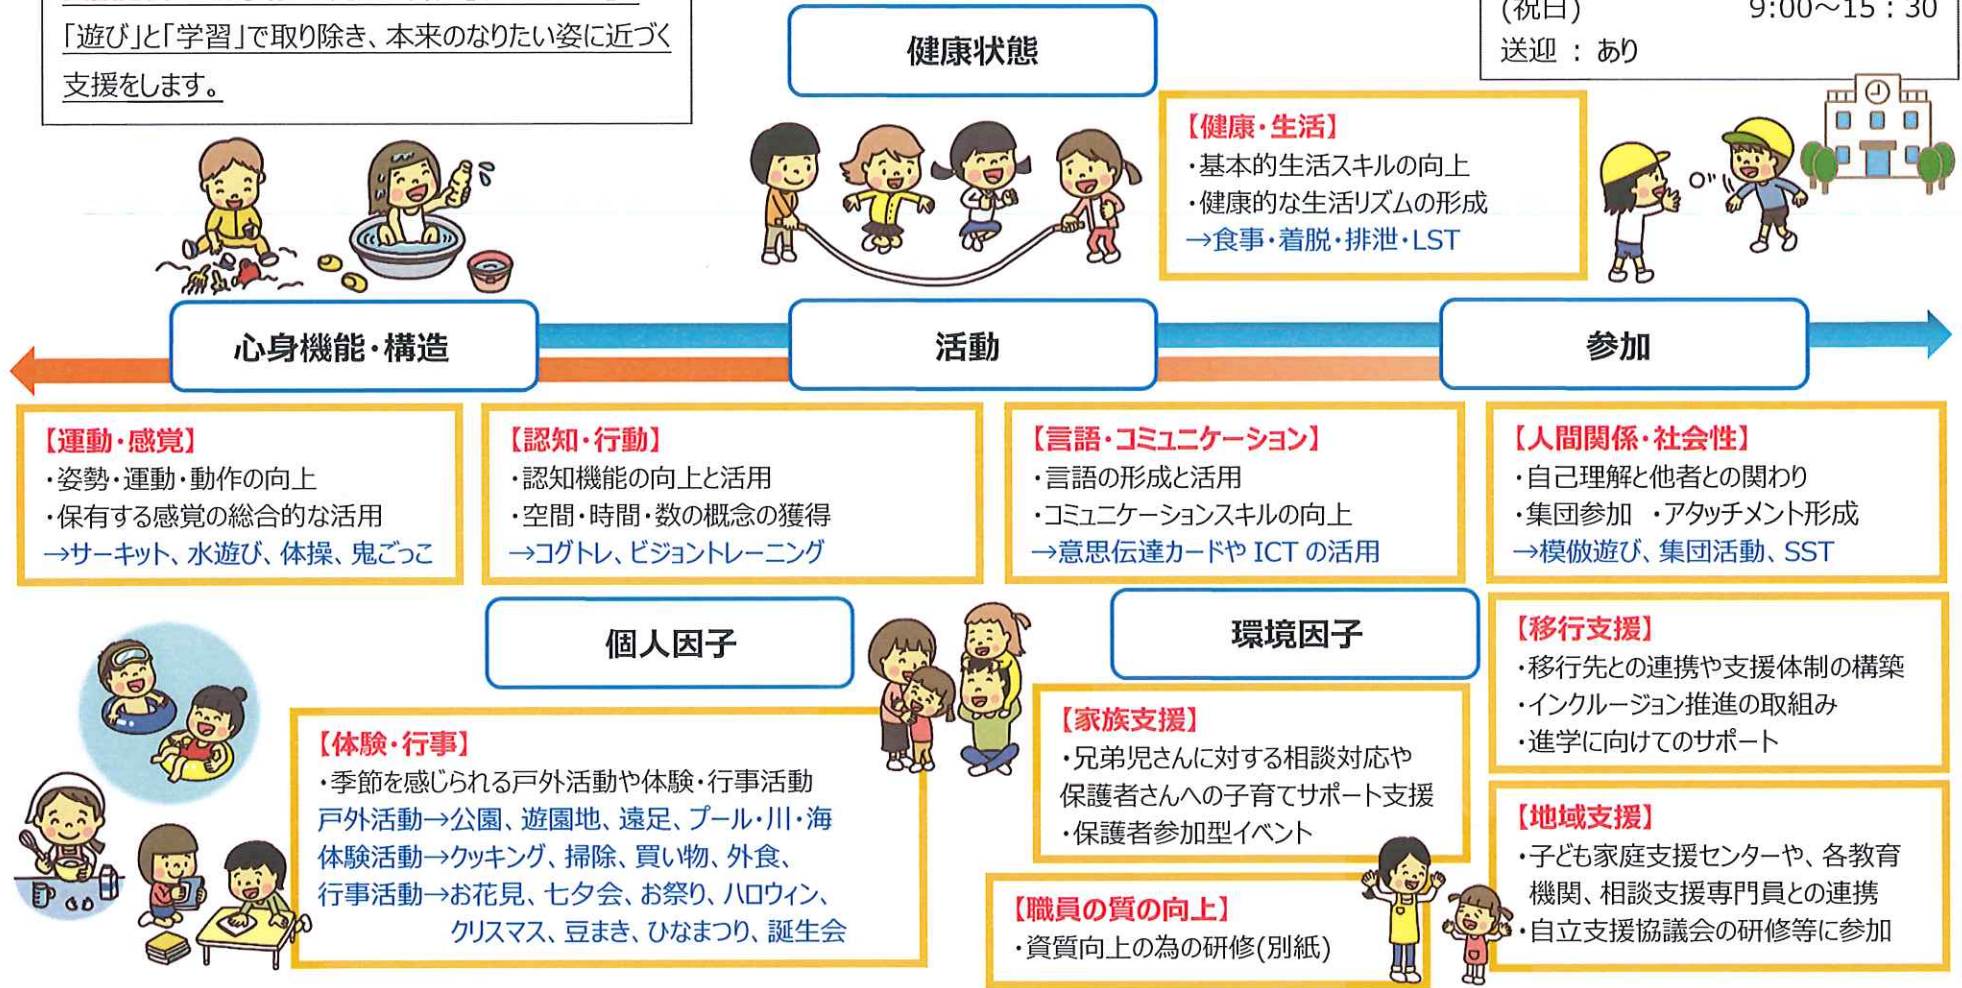 「遊び」と「学習」で取り除き、本来のなりたい姿に近づく
支援をします。
健康状態
(祝日) 9:00～15：30
送迎 ： あり
【健康・生活】
・基本的生活スキルの向上
・健康的な生活リズムの形成
→食事・着脱・排泄・LST
心身機能・構造
活動
参加
【運動・感覚】
・姿勢・運動・動作の向上
・保有する感覚の総合的な活用
→サーキット、水遊び、体操、鬼ごっこ
【認知・行動】
・認知機能の向上と活用
・空間・時間・数の概念の獲得
→コグトレ、ビジョントレーニング
【言語・コミュニケーション】
・言語の形成と活用
・コミュニケーションスキルの向上
→意思伝達カードや ICT の活用
【人間関係・社会性】
・自己理解と他者との関わり
・集団参加　・アタッチメント形成
→模倣遊び、集団活動、SST
個人因子
環境因子
【体験・行事】
・季節を感じられる戸外活動や体験・行事活動
戸外活動→公園、遊園地、遠足、プール・川・海
体験活動→クッキング、掃除、買い物、外食、
行事活動→お花見、七夕会、お祭り、ハロウィン、
クリスマス、豆まき、ひなまつり、誕生会
【家族支援】
・兄弟児さんに対する相談対応や
保護者さんへの子育てサポート支援
・保護者参加型イベント
【職員の質の向上】
・資質向上の為の研修(別紙)
【移行支援】
・移行先との連携や支援体制の構築
・インクルージョン推進の取組み
・進学に向けてのサポート
【地域支援】
・子ども家庭支援センターや、各教育
機関、相談支援専門員との連携
・自立支援協議会の研修等に参加